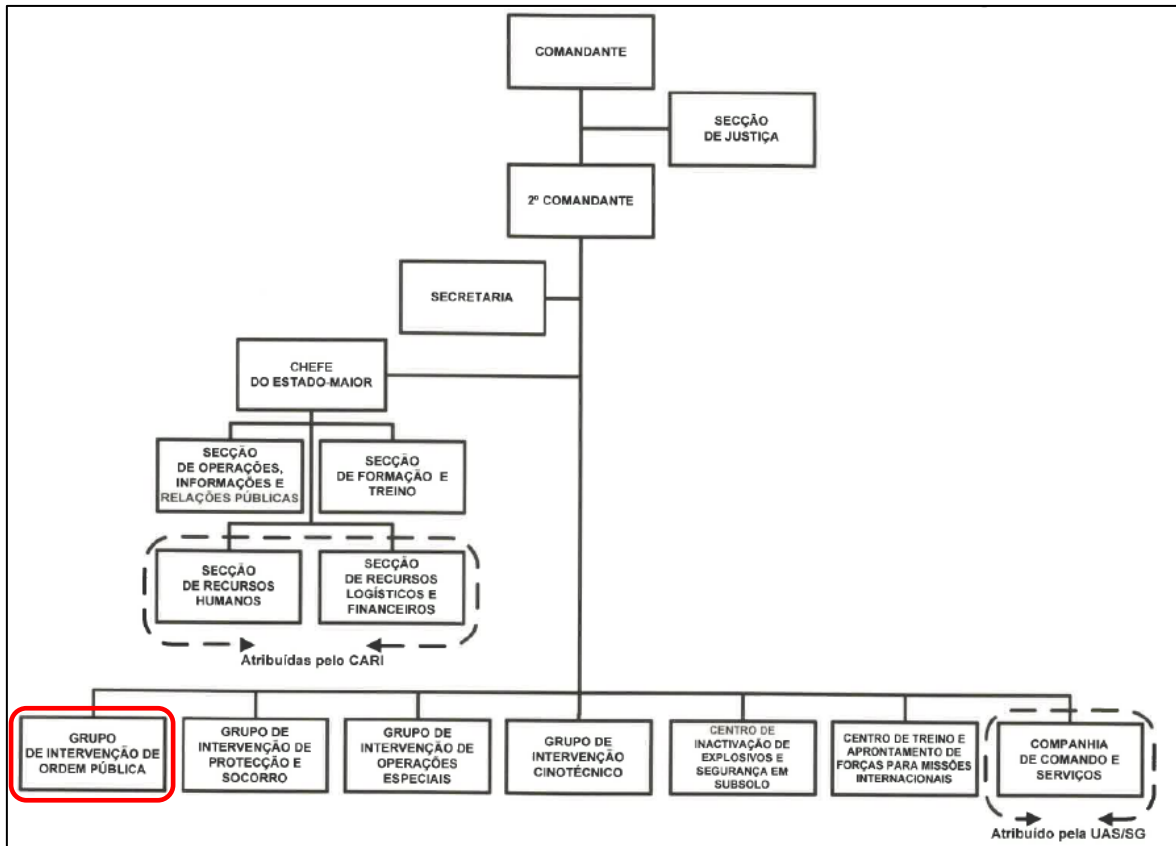 COMANDANTE
SECÇÃO
DE JUSTIÇA
2º COMANDANTE
SECRETARIA
CHEFE
DO ESTADO-MAIOR
SECÇÃO
DE OPERAÇÕES,
INFORMAÇÕES E
RELAÇÕES PÚBLICAS
SECÇÃO
DE FORMAÇÃO E
TREINO
SECÇÃO
DE RECURSOS
HUMANOS
SECÇÃO
DE RECURSOS
LOGÍSTICOS E
FINANCEIROS
Atribuídas pelo CARI
GRUPO
DE INTERVENÇÃO DE
ORDEM PÚBLICA
GRUPO DE
INTERVENÇÃO DE
PROTECÇÃO E
SOCORRO
GRUPO DE
INTERVENÇÃO DE
OPERAÇÕES
ESPECIAIS
GRUPO DE
INTERVENÇÃO
CINOTÉCNICO
CENTRO DE
INACTIVAÇÃO DE
EXPLOSIVOS E
SEGURANÇA EM
SUBSOLO
CENTRO DE TREINO E
APRONTAMENTO DE
FORÇAS PARA MISSÕES
INTERNACIONAIS
COMPANHIA
DE COMANDO E
SERVIÇOS
Atribuído pela UAS/SG